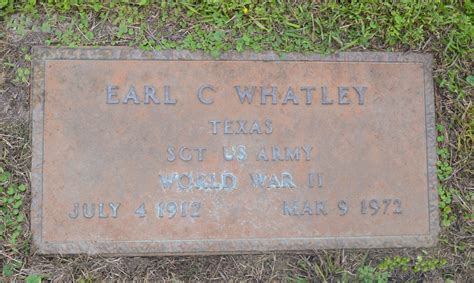 EARL C WHATLEY
TEXAS
SGT US ARMY
WORLD WAR II
JULY 4 1912 MAR 9 1972